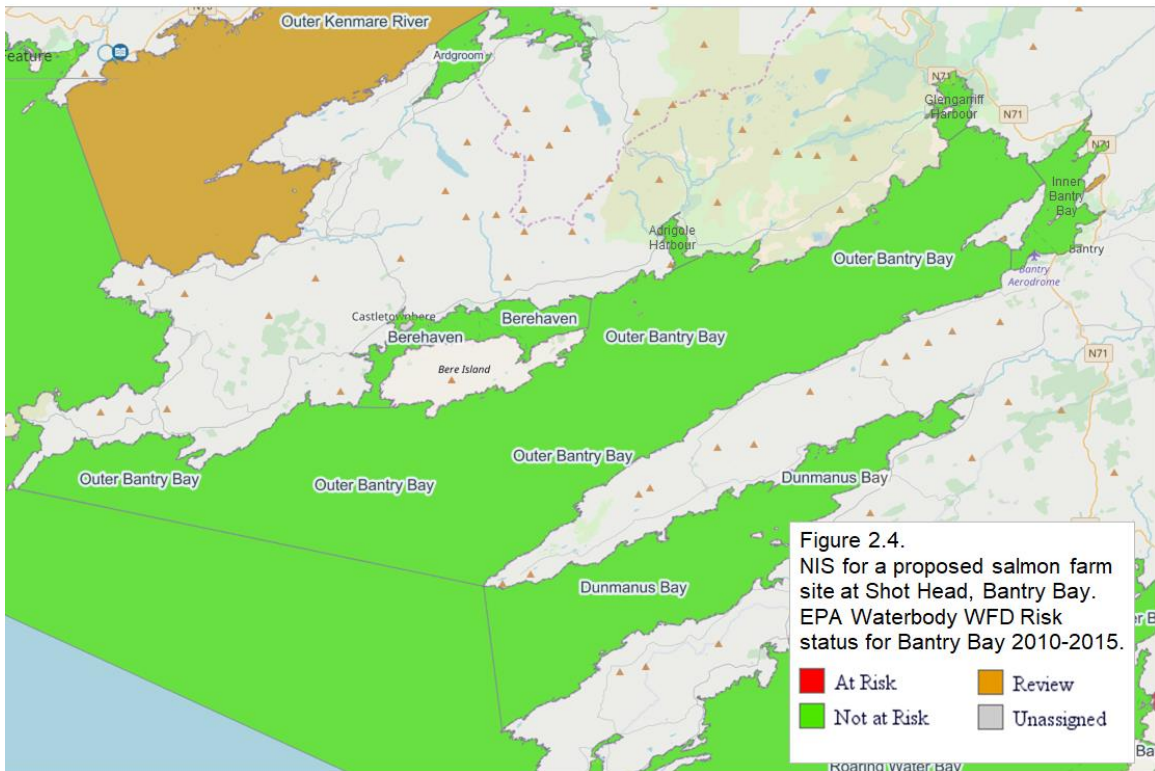 N70
Outer Kenmare River
Feature
Ardgroom
N71
Glengarriff
Harbour
N71
N71
Inner
Bantry
Bay
Adrigole
Harbour
Outer Bantry Bay
Bantry
Bantry
Aerodrome
Castletownbere
Berehaven
Berehaven
Outer Bantry Bay
Bere Island
N71
Outer Bantry Bay
Outer Bantry Bay
Outer Bantry Bay
Dunmanus Bay
Dunmanus Bay
Figure 2.4.
NIS for a proposed salmon farm
site at Shot Head, Bantry Bay.
EPA Waterbody WFD Risk
status for Bantry Bay 2010-2015.
At Risk
Review
Not at Risk
Unassigned
Roaring Water Bay